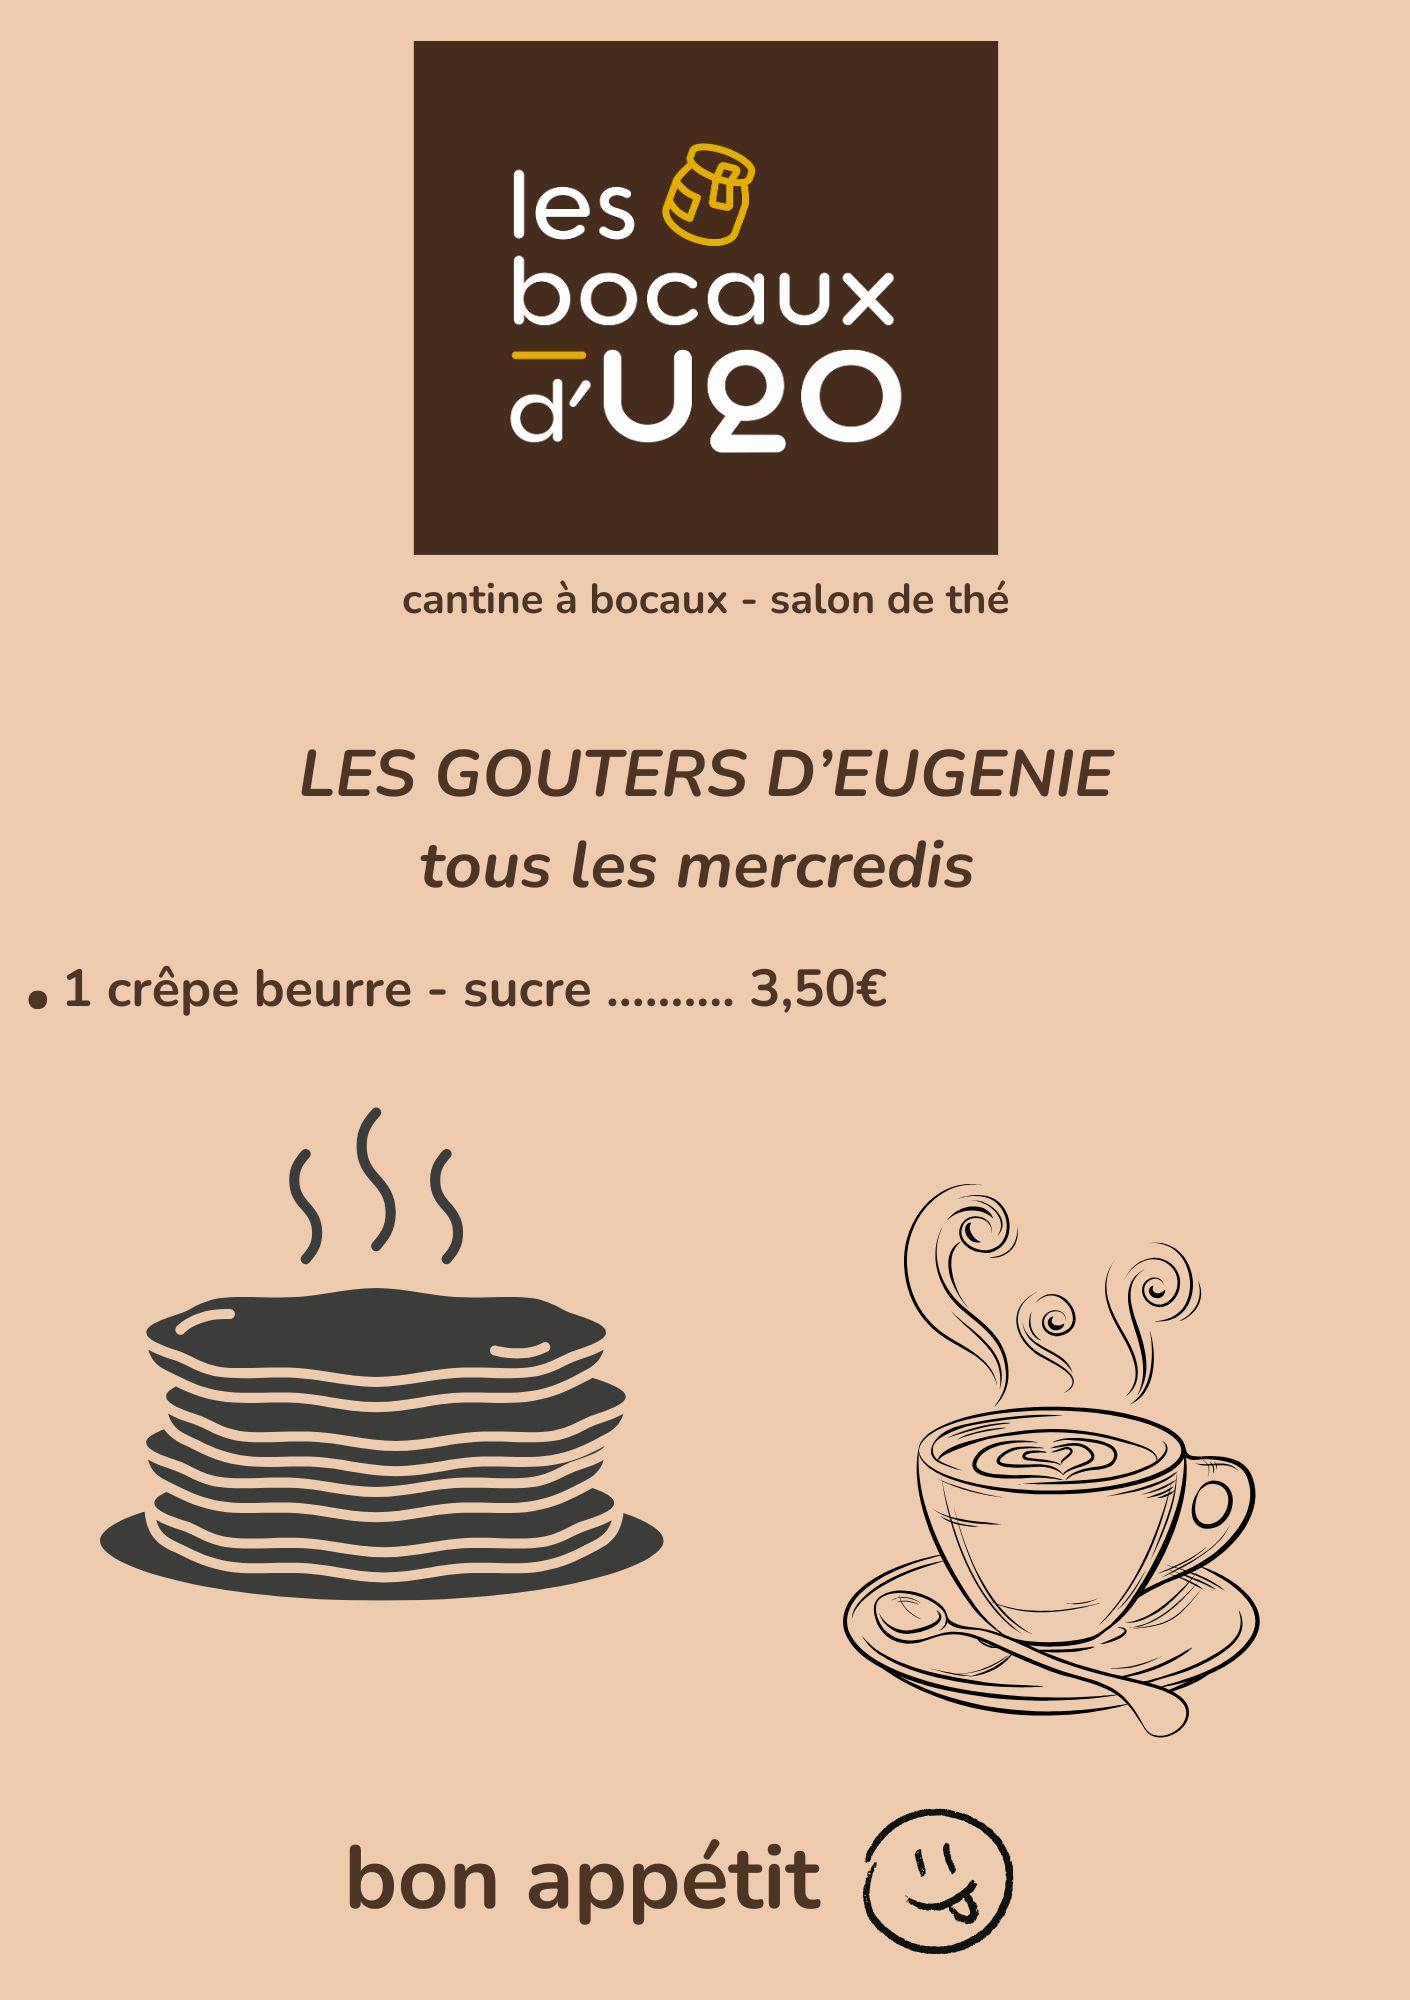 les
bocaux
d'Ugo
cantine à bocaux - salon de thé
LES GOUTERS D’EUGENIE
tous les mercredis
• 1 crêpe beurre - sucre .......... 3,50€
bon appétit